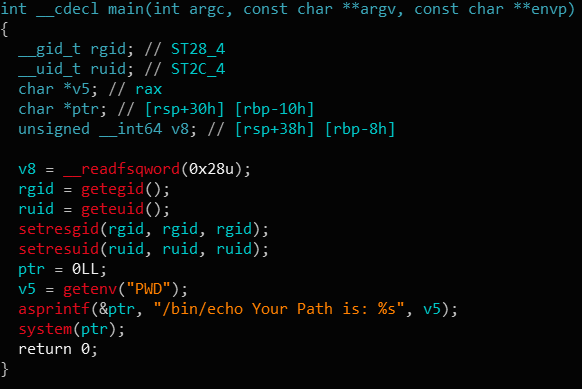 int __cdecl main(int argc, const char **argv, const char **envp)
{
  __gid_t rgid; // ST28_4
  __uid_t ruid; // ST2C_4
  char *v5; // rax
  char *ptr; // [rsp+30h] [rbp-10h]
  unsigned __int64 v8; // [rsp+38h] [rbp-8h]

  v8 = __readfsqword(0x28u);
  rgid = getegid();
  ruid = geteuid();
  setresgid(rgid, rgid, rgid);
  setresuid(ruid, ruid, ruid);
  ptr = 0LL;
  v5 = getenv("PWD");
  asprintf(&ptr, "/bin/echo Your Path is: %s", v5);
  system(ptr);
  return 0;
}